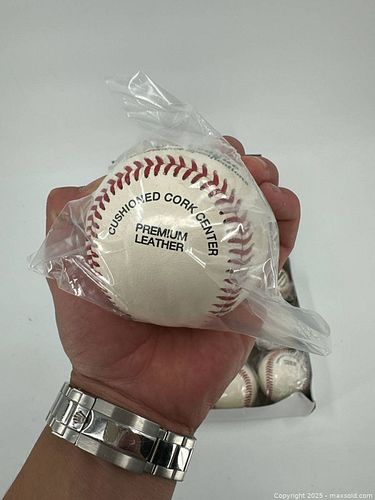 CUSHIONED CORK CENTER
PREMIUM
LEATHER
Copyright 2025 - maxsold.com